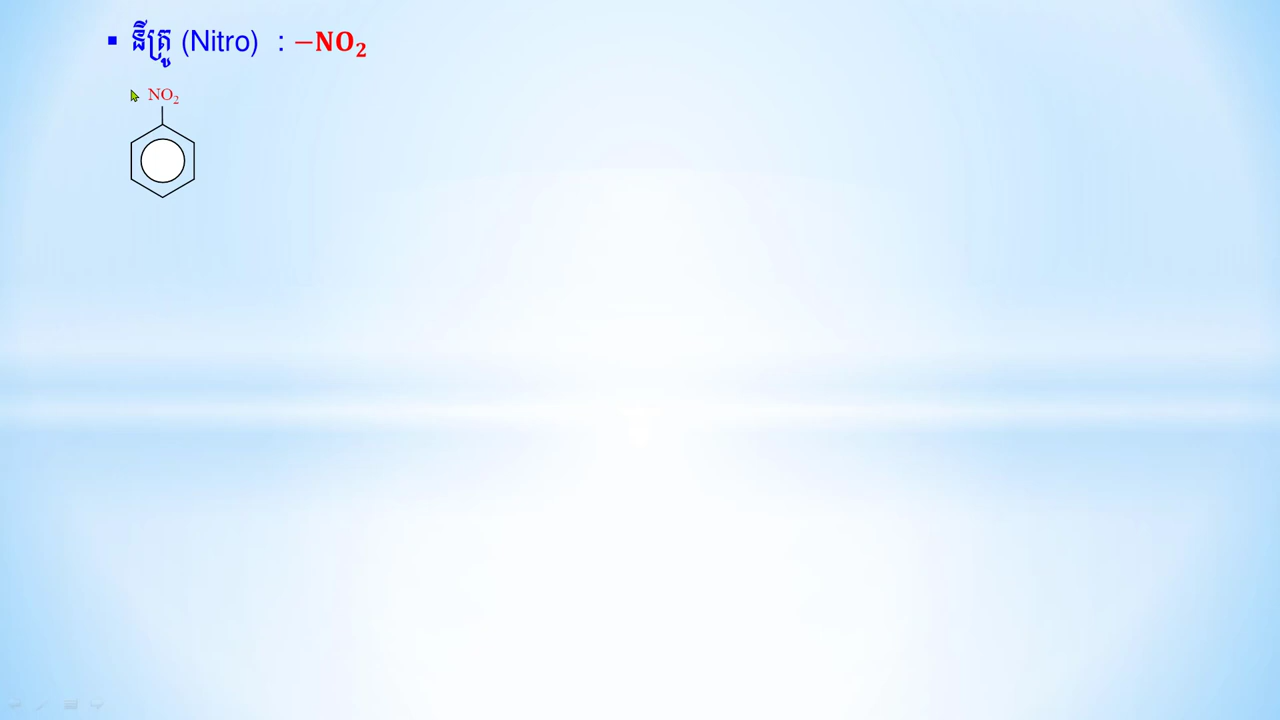 ▪ នីត្រូ (Nitro) : –NO₂
NO₂